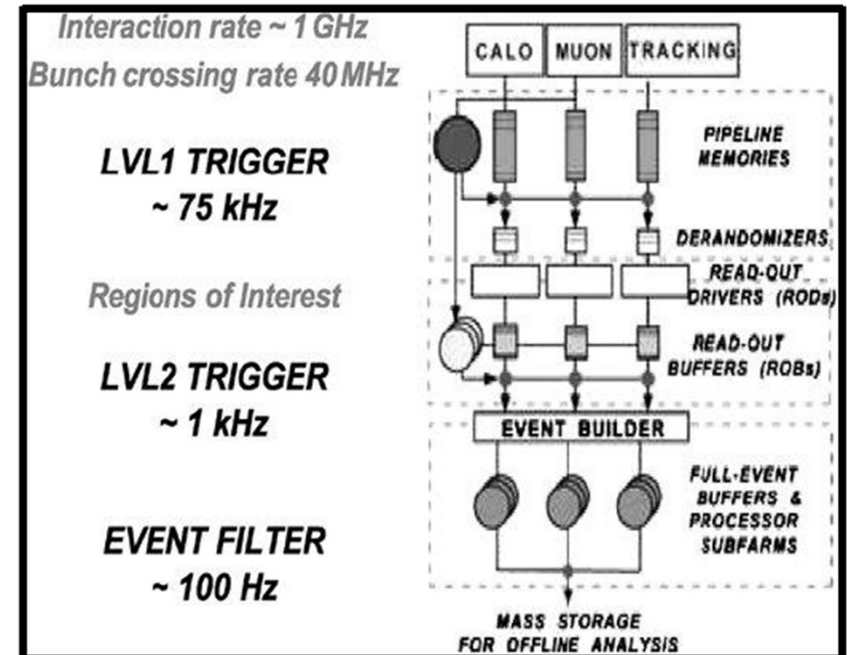 Interaction rate ~ 1 GHz
Bunch crossing rate 40 MHz
LVL1 TRIGGER
~ 75 kHz
Regions of Interest
LVL2 TRIGGER
~ 1 kHz
EVENT FILTER
~ 100 Hz
CALO
MUON
TRACKING
PIPELINE
MEMORIES
DERANDOMIZERS
READ-OUT
DRIVERS (RODs)
READ-OUT
BUFFERS (ROBs)
EVENT BUILDER
FULL-EVENT
BUFFERS &
PROCESSOR
SUBFARMS
MASS STORAGE
FOR OFFLINE ANALYSIS